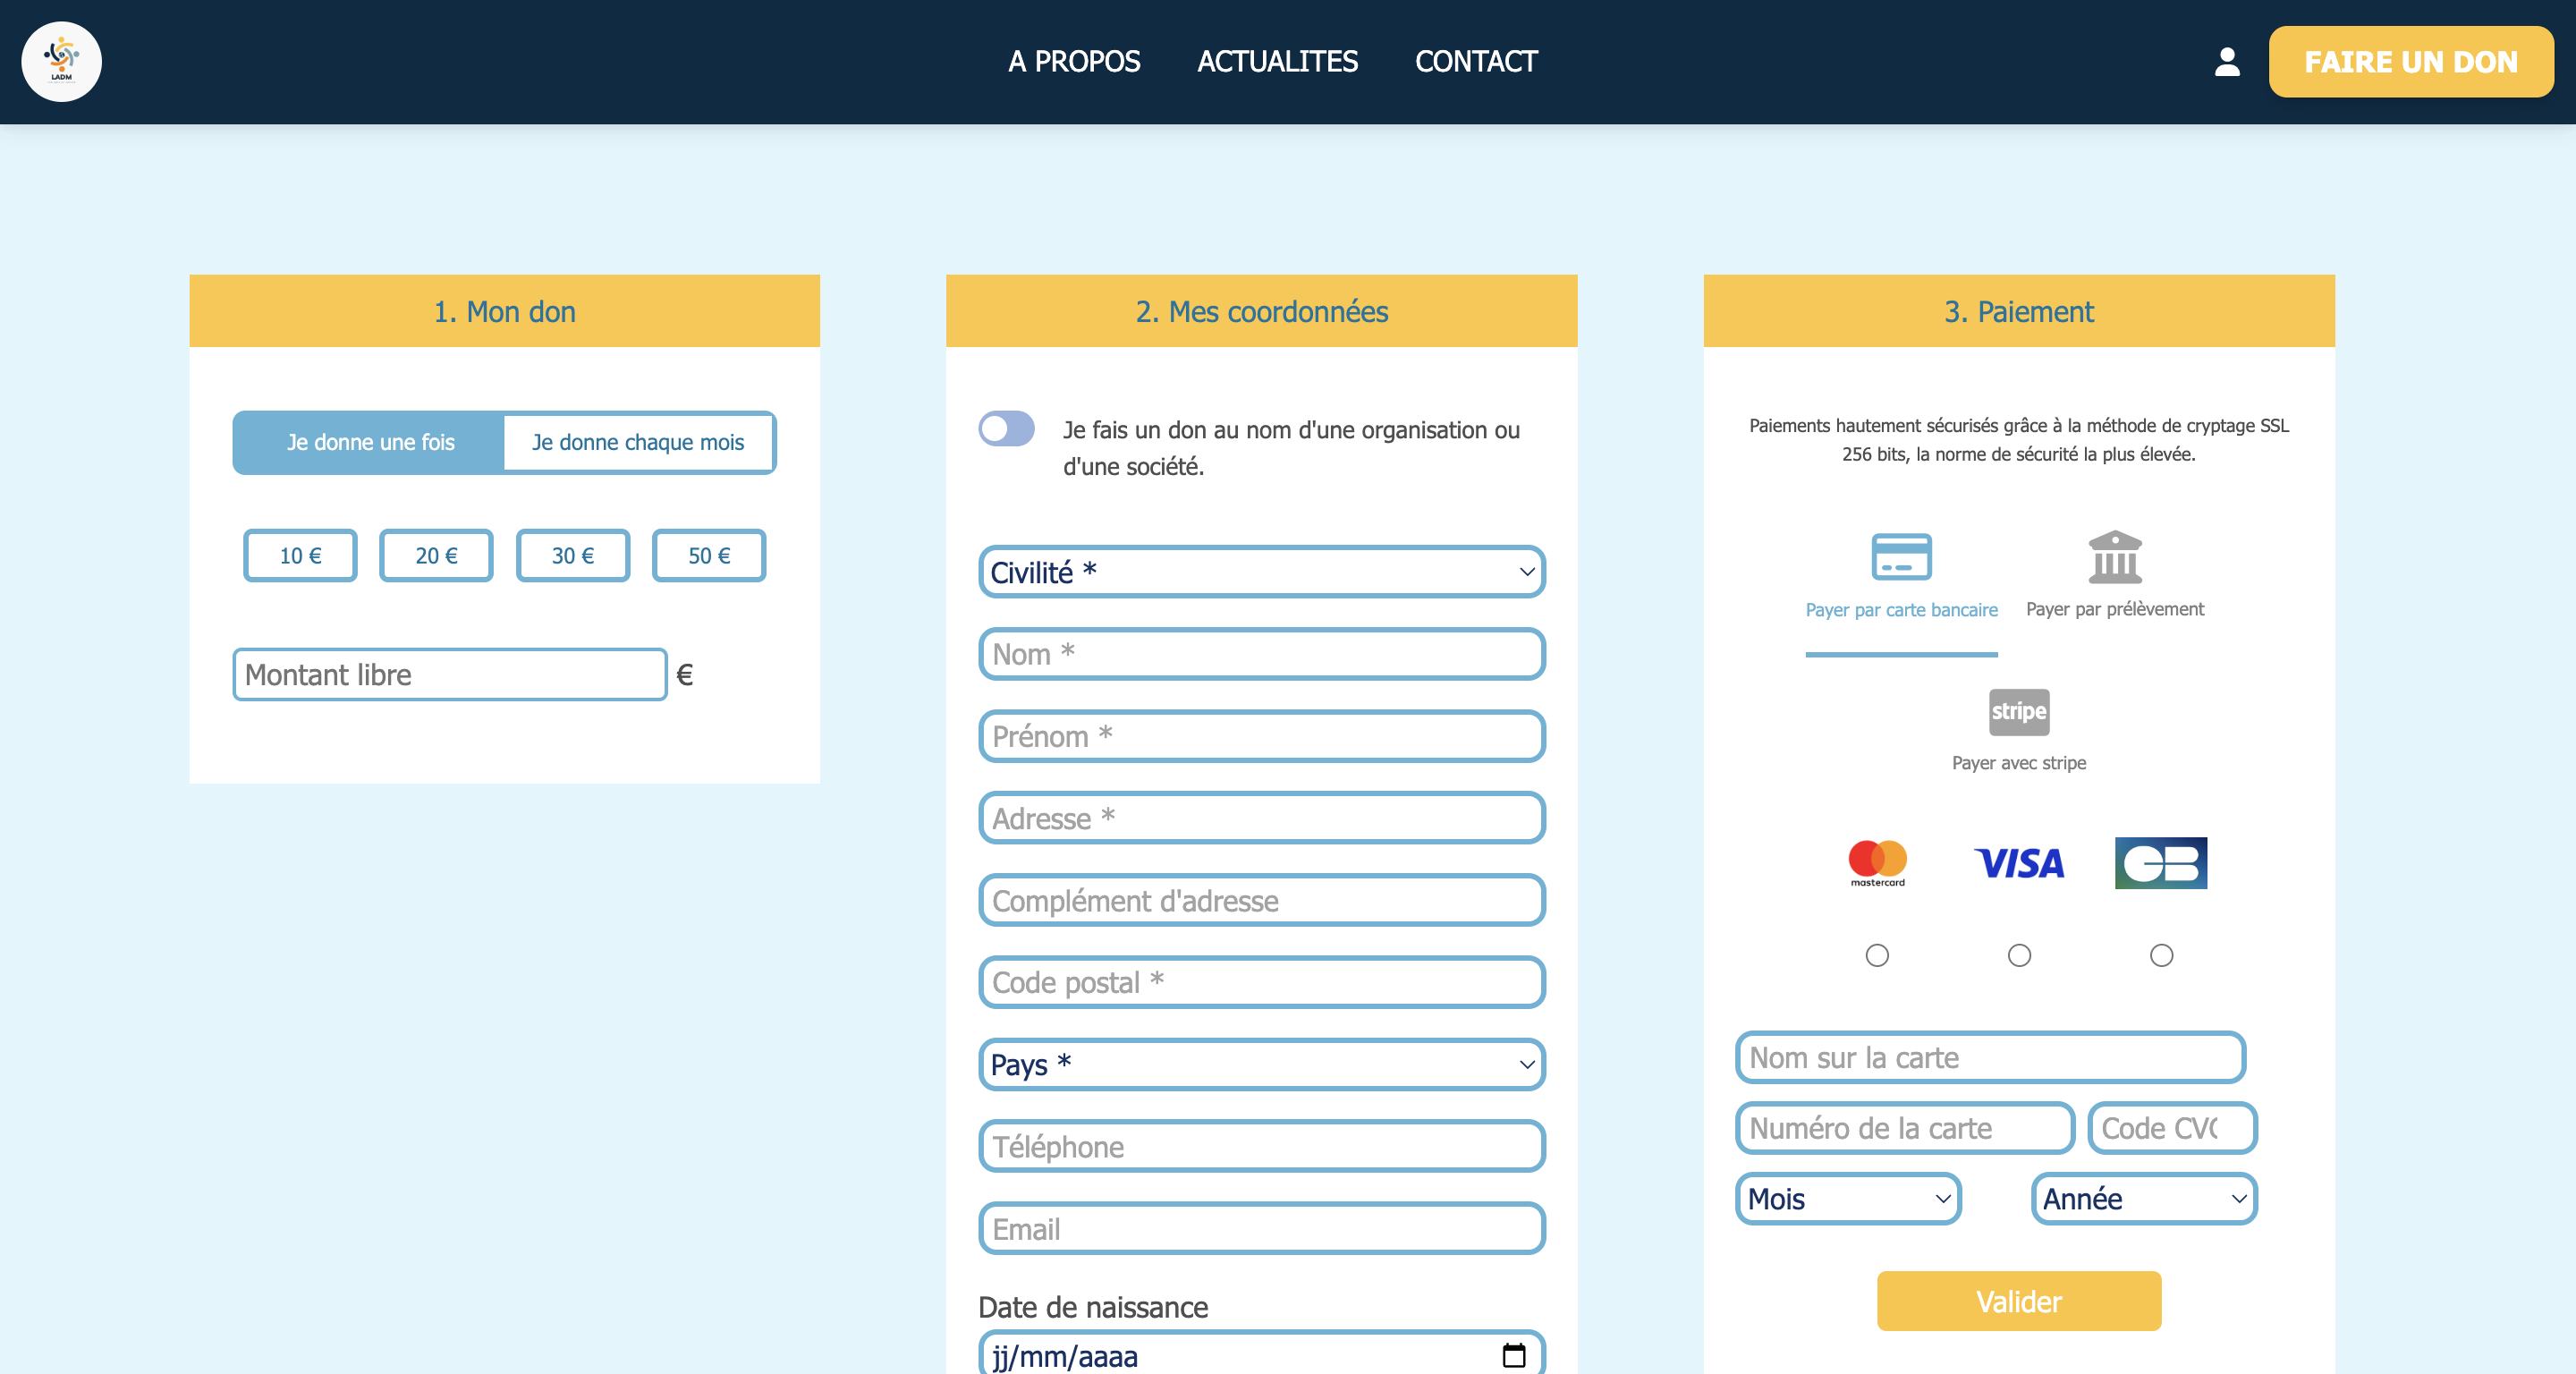 LADM
A PROPOS
ACTUALITES
CONTACT
FAIRE UN DON
1. Mon don
Je donne une fois
Je donne chaque mois
10 €
20 €
30 €
50 €
Montant libre
€
2. Mes coordonnées
Je fais un don au nom d'une organisation ou
d'une société.
Civilité *
Nom *
Prénom *
Adresse *
Complément d'adresse
Code postal *
Pays *
Téléphone
Email
Date de naissance
jj/mm/aaaa
3. Paiement
Paiements hautement sécurisés grâce à la méthode de cryptage SSL
256 bits, la norme de sécurité la plus élevée.
Payer par carte bancaire
Payer par prélèvement
stripe
Payer avec stripe
mastercard
VISA
CB
Nom sur la carte
Numéro de la carte
Code CVC
Mois
Année
Valider